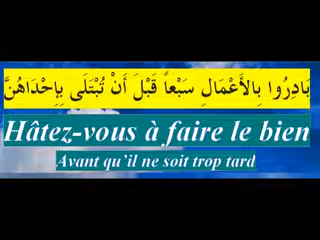 بَادِرُوا بِالأَعْمَالِ سَبْعاً قَبْلَ أَنْ تُبْتَلَى بِإِحْدَاهُنَّ
Hâtez-vous à faire le bien
Avant qu'il ne soit trop tard